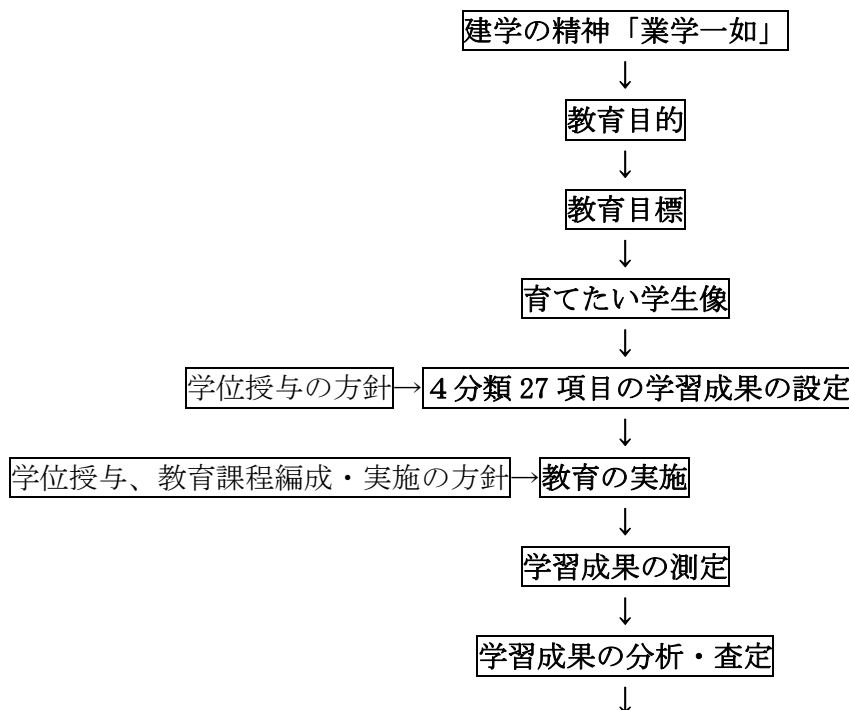 建学の精神「業学一如」
↓
教育目的
↓
教育目標
↓
育てたい学生像
↓
学位授与の方針→4分類27項目の学習成果の設定
↓
学位授与、教育課程編成・実施の方針→教育の実施
↓
学習成果の測定
↓
学習成果の分析・査定
↓